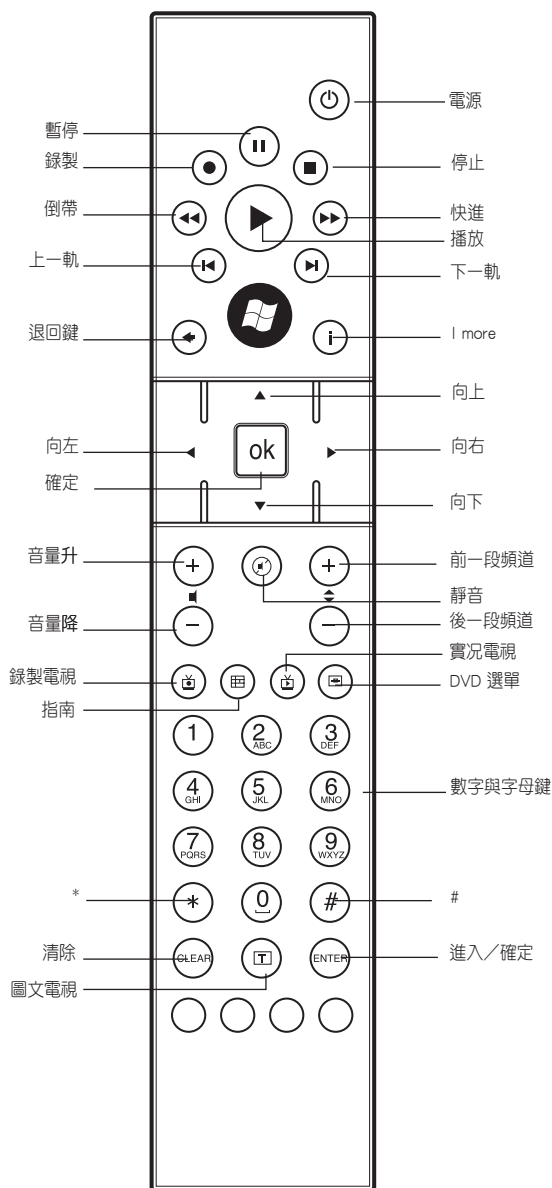 電源
暫停
錄製
停止
倒帶
快進
播放
上一軌
下一軌
退回鍵
i
I more
向上
向左
ok
向右
確定
向下
音量升
前一段頻道
靜音
音量降
後一段頻道
實況電視
錄製電視
DVD 選單
指南
1
2 ABC
3 DEF
4 GHI
5 JKL
6 MNO
數字與字母鍵
7 PQRS
8 TUV
9 WXYZ
*
*
0
#
#
清除
CLEAR
T
ENTER
進入／確定
圖文電視